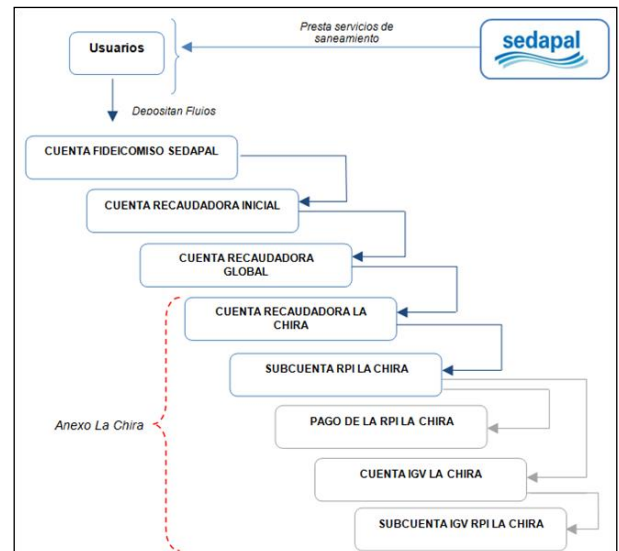 Presta servicios de
saneamiento
Usuarios
sedapal
Depositan Fluios
CUENTA FIDEICOMISO SEDAPAL
CUENTA RECAUDADORA INICIAL
CUENTA RECAUDADORA
GLOBAL
CUENTA RECAUDADORA LA
CHIRA
SUBCUENTA RPI LA CHIRA
Anexo La Chira
PAGO DE LA RPI LA CHIRA
CUENTA IGV LA CHIRA
SUBCUENTA IGV RPI LA CHIRA